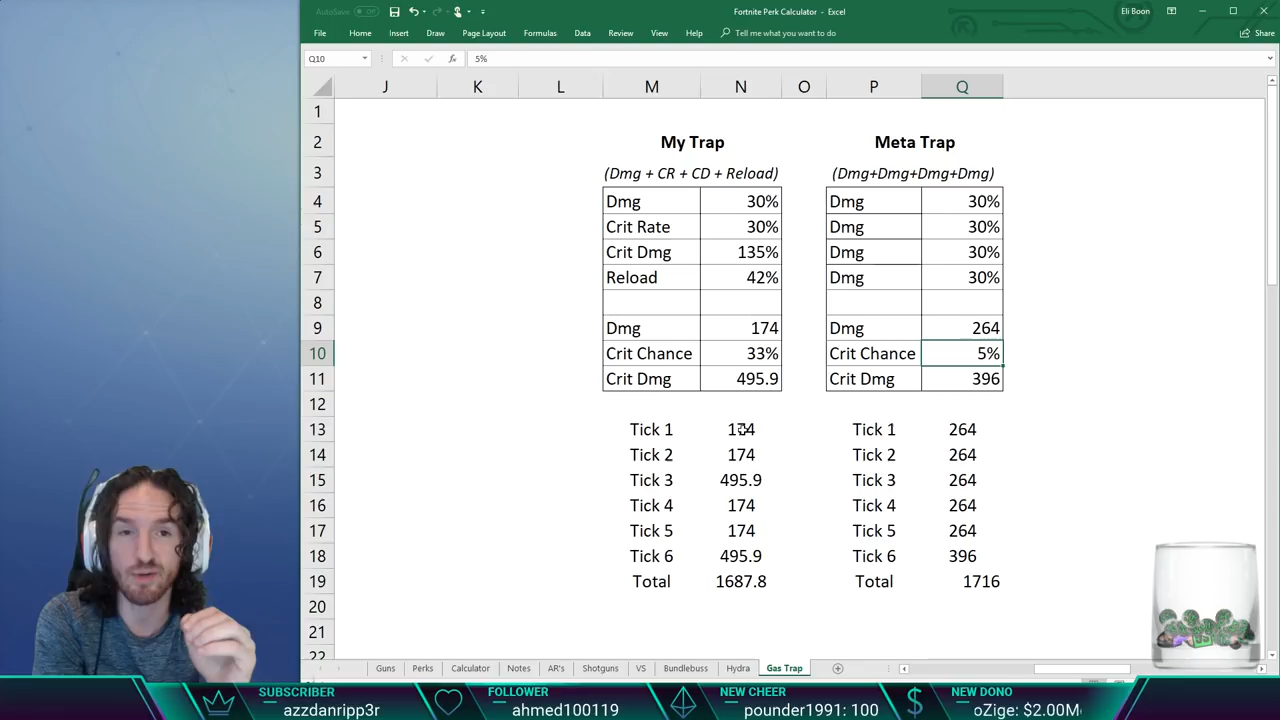 AutoSave Off
Fortnite Perk Calculator - Excel
Eli Boon
File Home Insert Draw Page Layout Formulas Data Review View Help Tell me what you want to do Share
Q10 fx 5%
J K L M N O P Q
1
2 My Trap Meta Trap
3 (Dmg + CR + CD + Reload) (Dmg+Dmg+Dmg+Dmg)
4 Dmg 30% Dmg 30%
5 Crit Rate 30% Dmg 30%
6 Crit Dmg 135% Dmg 30%
7 Reload 42% Dmg 30%
8
9 Dmg 174 Dmg 264
10 Crit Chance 33% Crit Chance 5%
11 Crit Dmg 495.9 Crit Dmg 396
12
13 Tick 1 174 Tick 1 264
14 Tick 2 174 Tick 2 264
15 Tick 3 495.9 Tick 3 264
16 Tick 4 174 Tick 4 264
17 Tick 5 174 Tick 5 264
18 Tick 6 495.9 Tick 6 396
19 Total 1687.8 Total 1716
20
21
22
Guns Perks Calculator Notes AR's Shotguns VS Bundlebuss Hydra Gas Trap
SUBSCRIBER FOLLOWER NEW CHEER NEW DONO
azzdanripp3r ahmed100119 pounder1991: 100 oZige: $2.00